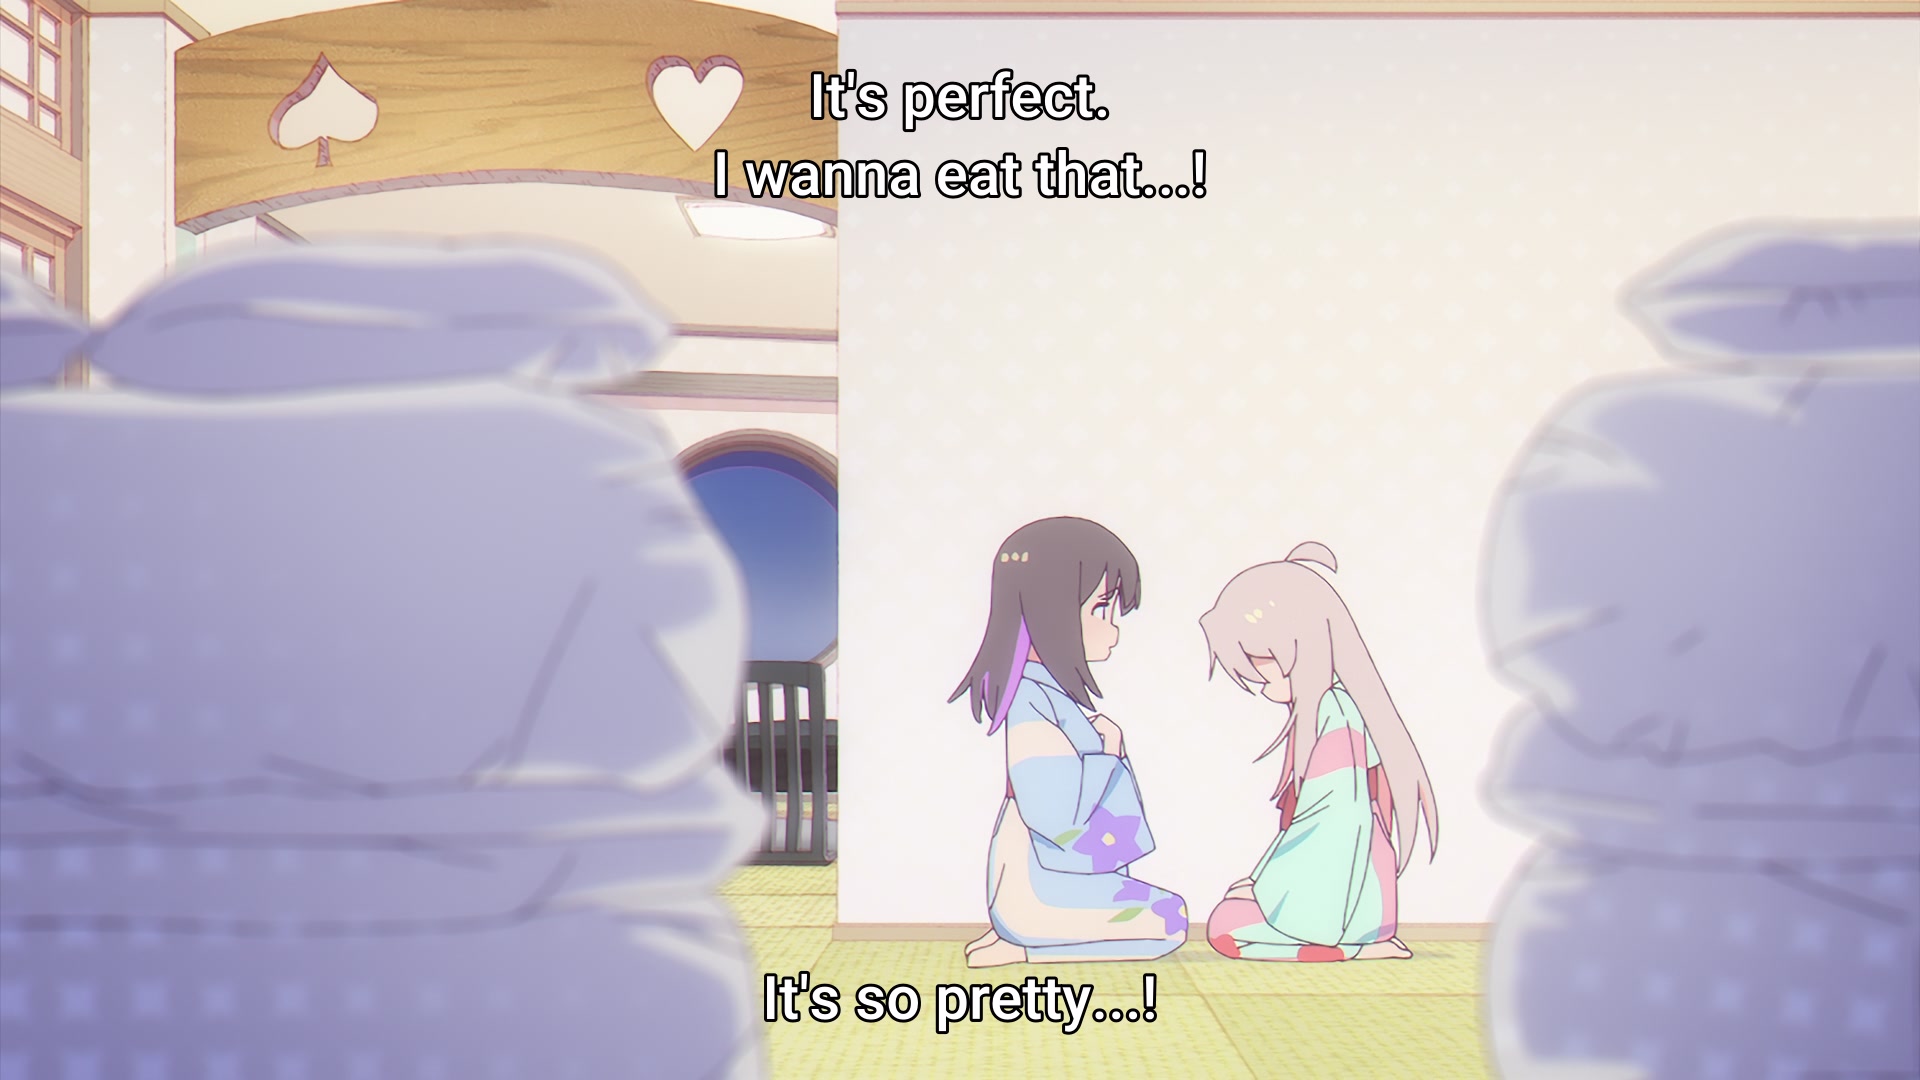 It's perfect.
I wanna eat that...!
It's so pretty...!